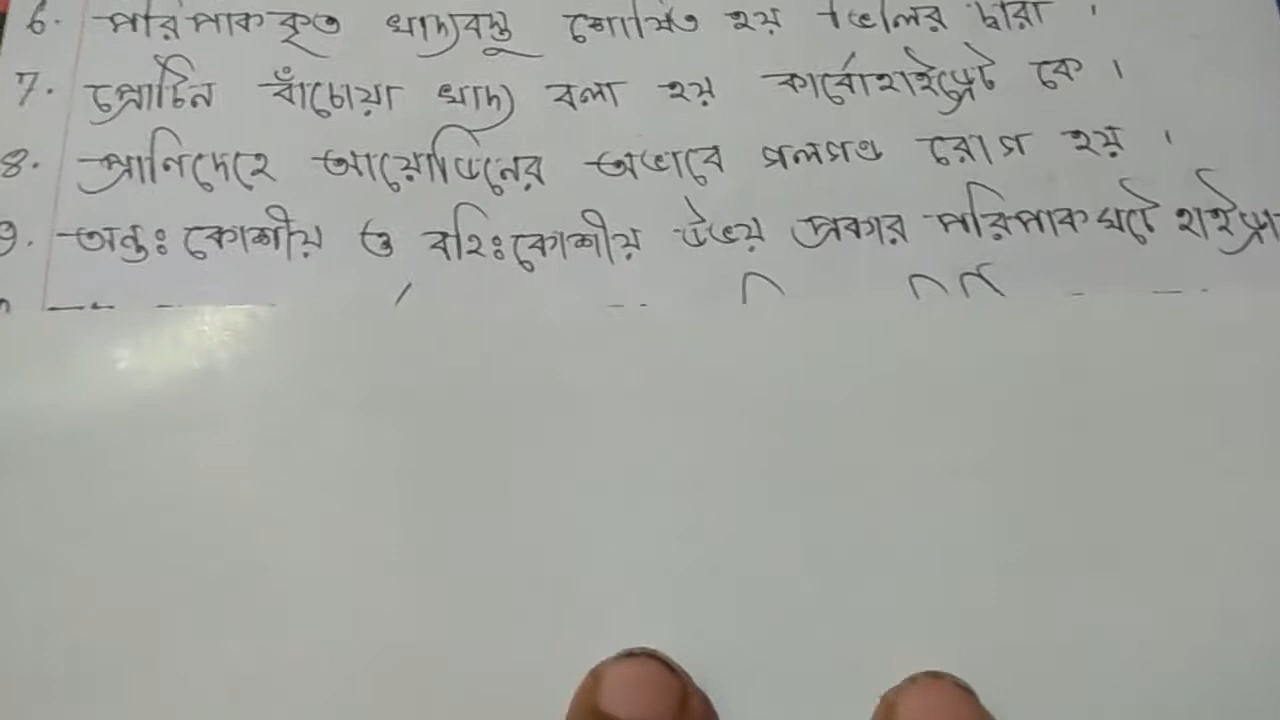 6. পরিপাককৃত খাদ্যবস্তু শোষিত হয় ভিলির দ্বারা ।
7. প্রোটিন বাঁচোয়া খাদ্য বলা হয় কার্বোহাইড্রেট কে ।
8. প্রানিদেহে আয়োডিনের অভাবে গলগণ্ড রোগ হয় ।
9. অন্তঃকোশীয় ও বহিঃকোশীয় উভয় প্রকার পরিপাক ঘটে